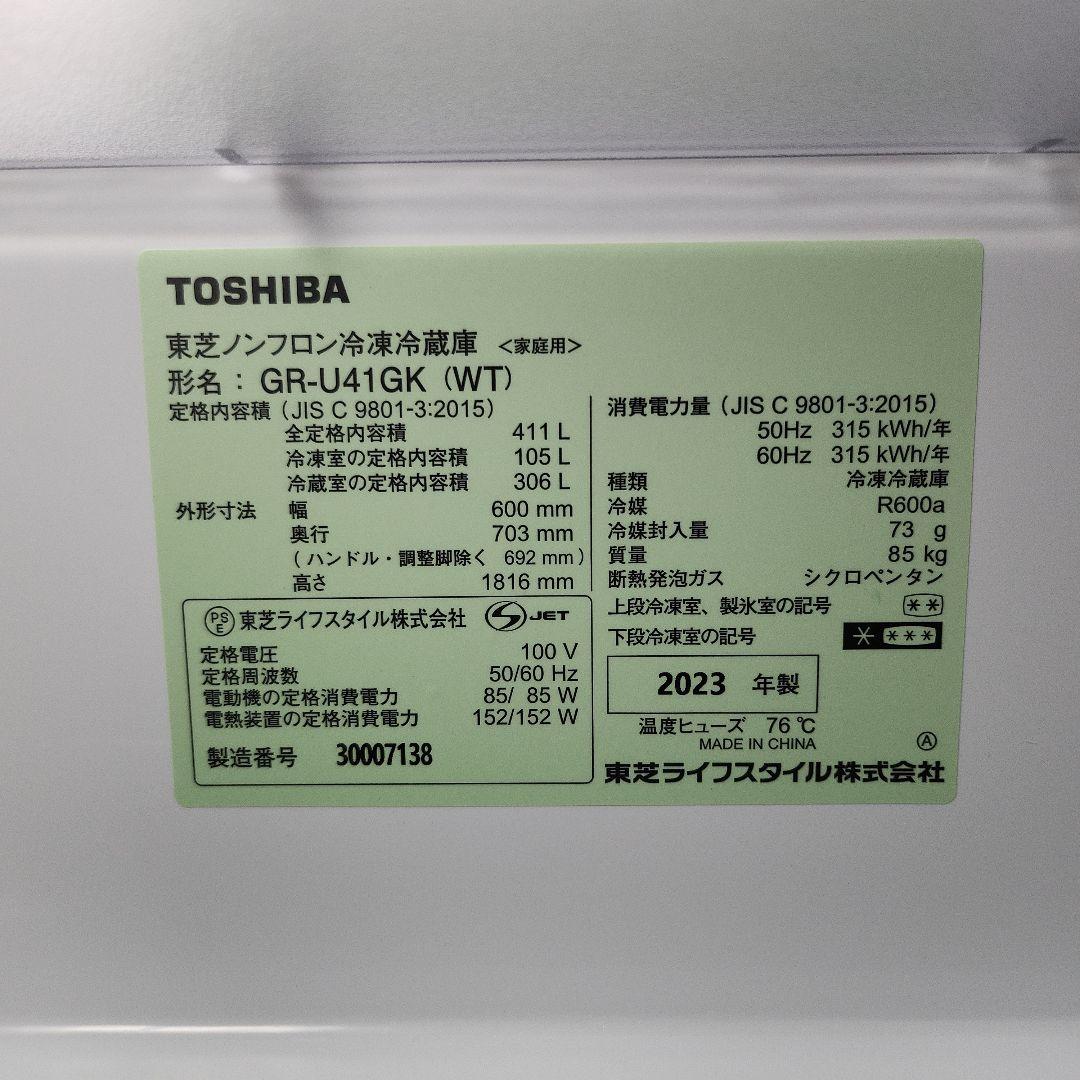 TOSHIBA
東芝ノンフロン冷凍冷蔵庫 <家庭用>
形名：GR-U41GK (WT)
定格内容積 (JIS C 9801-3:2015)
全定格内容積 411 L
冷凍室の定格内容積 105 L
冷蔵室の定格内容積 306 L
外形寸法 幅 600 mm
奥行 703 mm
(ハンドル・調整脚除く 692 mm)
高さ 1816 mm
PS E 東芝ライフスタイル株式会社 S JET
定格電圧 100 V
定格周波数 50/60 Hz
電動機の定格消費電力 85/ 85 W
電熱装置の定格消費電力 152/152 W
製造番号 30007138
消費電力量 (JIS C 9801-3:2015)
50Hz 315 kWh/年
60Hz 315 kWh/年
種類 冷凍冷蔵庫
冷媒 R600a
冷媒封入量 73 g
質量 85 kg
断熱発泡ガス シクロペンタン
上段冷凍室、製氷室の記号 **
下段冷凍室の記号 * ***
2023 年製
温度ヒューズ 76 ℃
MADE IN CHINA Ⓐ
東芝ライフスタイル株式会社